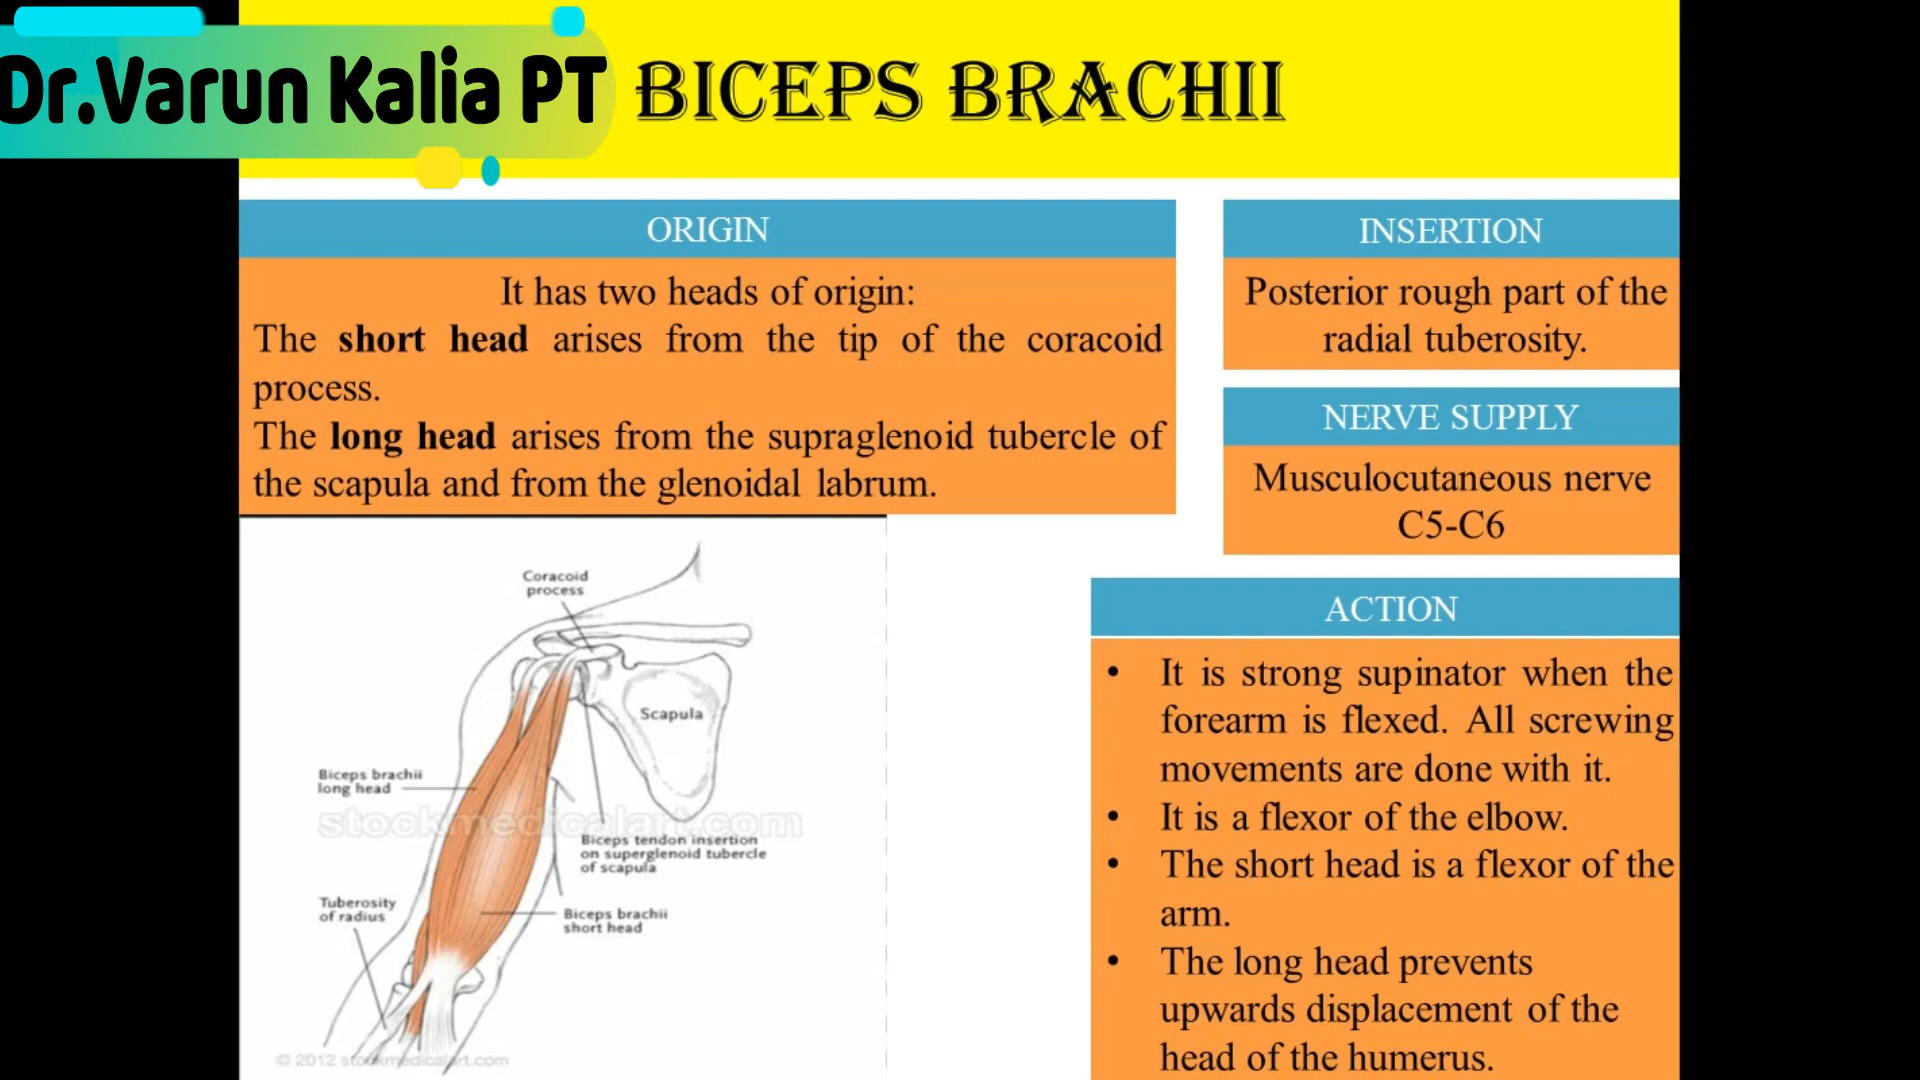 Dr.Varun Kalia PT
BICEPS BRACHII
ORIGIN
It has two heads of origin:
The short head arises from the tip of the coracoid
process.
The long head arises from the supraglenoid tubercle of
the scapula and from the glenoidal labrum.
INSERTION
Posterior rough part of the
radial tuberosity.
NERVE SUPPLY
Musculocutaneous nerve
C5-C6
ACTION
• It is strong supinator when the
forearm is flexed. All screwing
movements are done with it.
• It is a flexor of the elbow.
• The short head is a flexor of the
arm.
• The long head prevents
upwards displacement of the
head of the humerus.
Coracoid
process
Scapula
Biceps brachii
long head
stockmedicalart.com
Biceps tendon insertion
on superglenoid tubercle
of scapula
Tuberosity
of radius
Biceps brachii
short head
© 2012 stockmedicalart.com